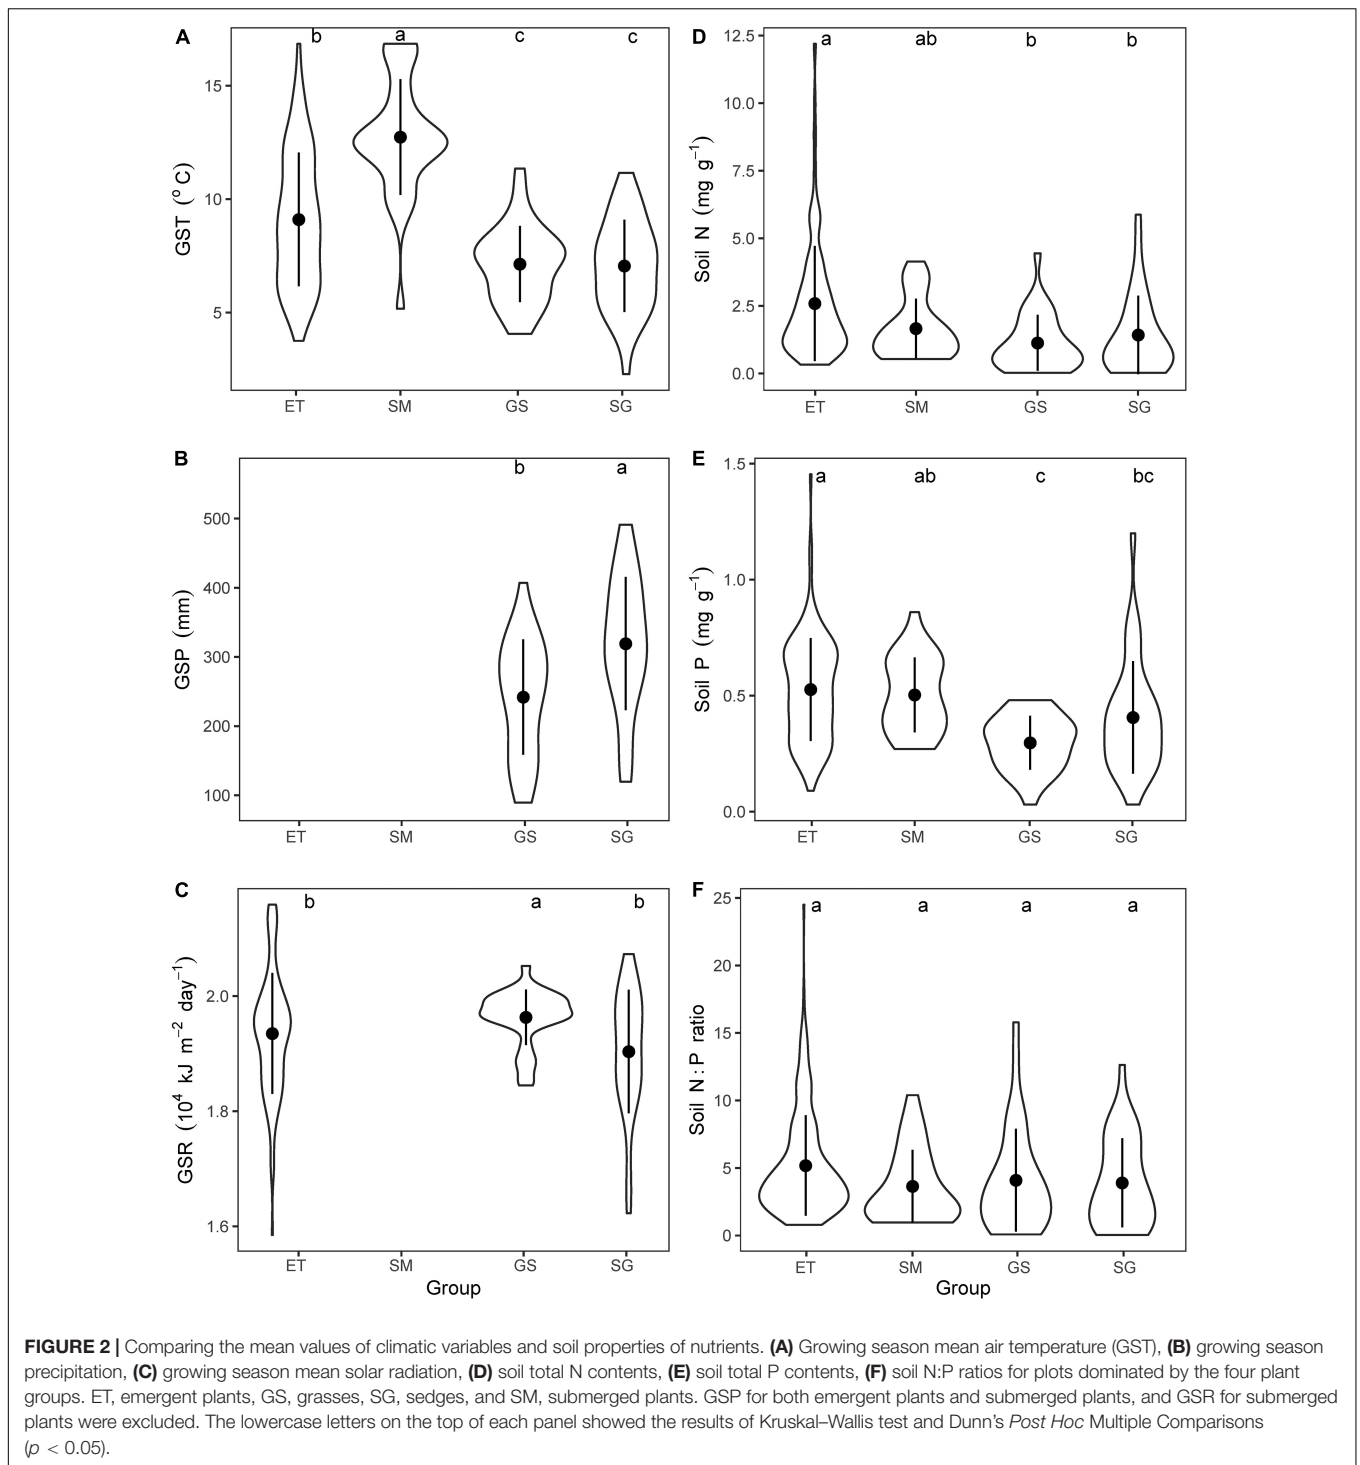 A
b a c c
15
10
5
GST (° C)
ET SM GS SG
D
a ab b b
12.5
10.0
7.5
5.0
2.5
0.0
Soil N (mg g⁻¹)
ET SM GS SG
B
b a
500
400
300
200
100
GSP (mm)
ET SM GS SG
E
a ab c bc
1.5
1.0
0.5
0.0
Soil P (mg g⁻¹)
ET SM GS SG
C
b a b
2.0
1.8
1.6
GSR (10⁴ kJ m⁻² day⁻¹)
ET SM GS SG
Group
F
a a a a
25
20
15
10
5
0
Soil N:P ratio
ET SM GS SG
Group
FIGURE 2 | Comparing the mean values of climatic variables and soil properties of nutrients. (A) Growing season mean air temperature (GST), (B) growing season
precipitation, (C) growing season mean solar radiation, (D) soil total N contents, (E) soil total P contents, (F) soil N:P ratios for plots dominated by the four plant
groups. ET, emergent plants, GS, grasses, SG, sedges, and SM, submerged plants. GSP for both emergent plants and submerged plants, and GSR for submerged
plants were excluded. The lowercase letters on the top of each panel showed the results of Kruskal–Wallis test and Dunn's Post Hoc Multiple Comparisons
(p < 0.05).